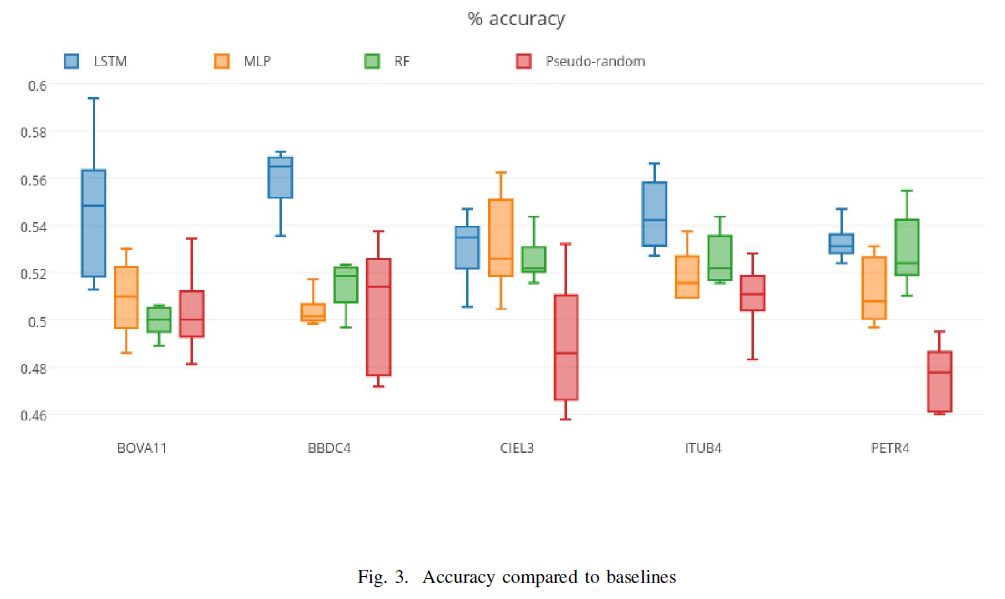 % accuracy
LSTM MLP RF Pseudo-random
0.6
0.58
0.56
0.54
0.52
0.5
0.48
0.46
BOVA11 BBDC4 CIEL3 ITUB4 PETR4
Fig. 3. Accuracy compared to baselines